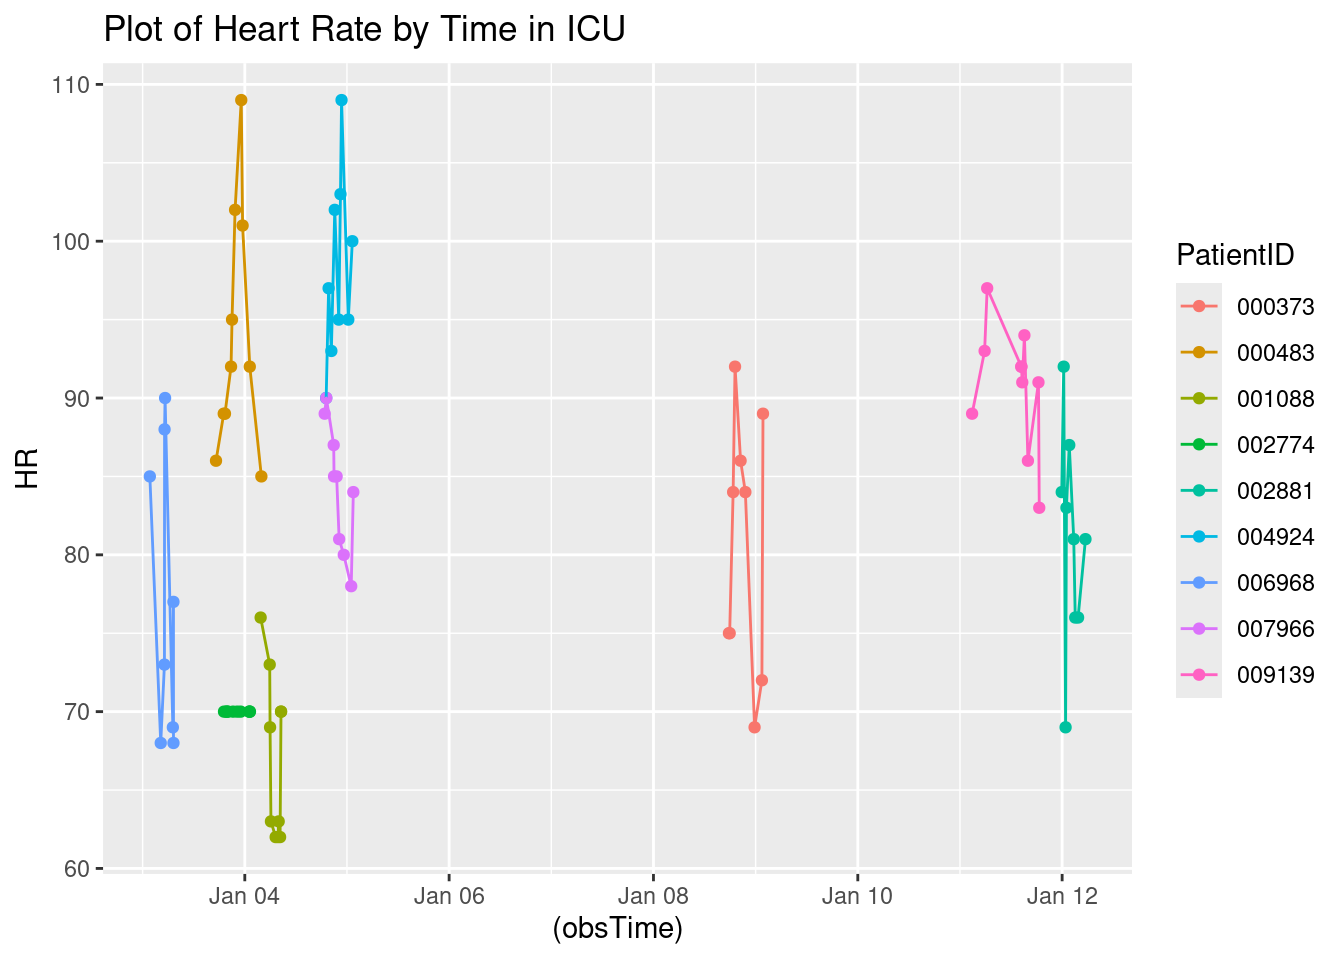 Plot of Heart Rate by Time in ICU
110
100
90
80
70
60
HR
Jan 04
Jan 06
Jan 08
Jan 10
Jan 12
(obsTime)
PatientID
000373
000483
001088
002774
002881
004924
006968
007966
009139